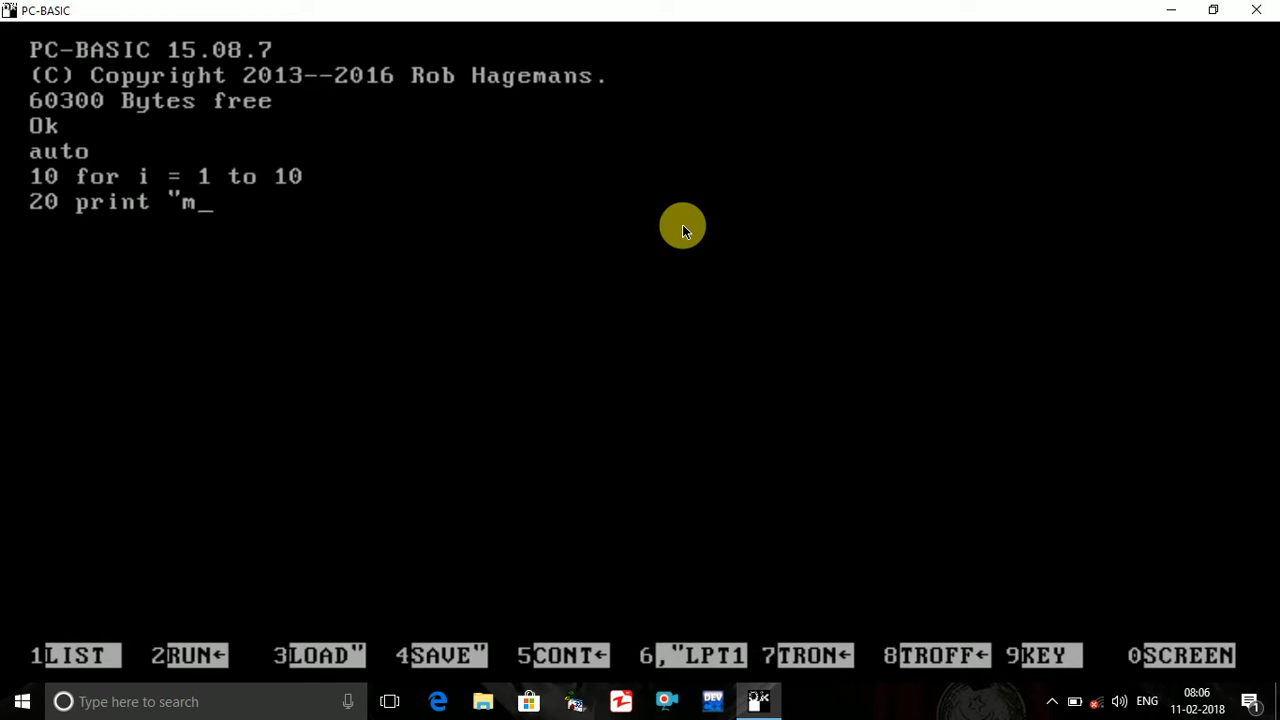 PC-BASIC
PC-BASIC 15.08.7
(C) Copyright 2013--2016 Rob Hagemans.
60300 Bytes free
Ok
auto
10 for i = 1 to 10
20 print "m_
1LIST 2RUN← 3LOAD" 4SAVE" 5CONT← 6,"LPT1 7TRON← 8TROFF← 9KEY 0SCREEN
Type here to search DEV ENG 08:06
11-02-2018 1